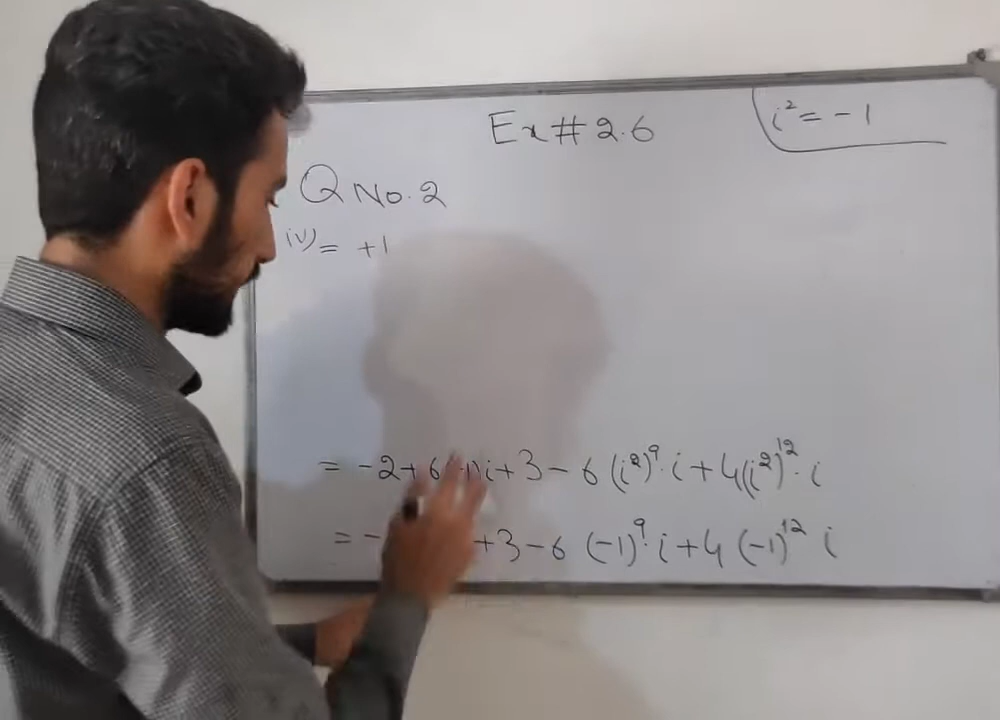 Ex # 2.6
i² = -1
Q No. 2
iv) = +1
= -2 + 6(-1)i + 3 - 6 (i²)⁹· i + 4(i²)¹²· i
= - + 3 - 6 (-1)⁹· i + 4 (-1)¹² i